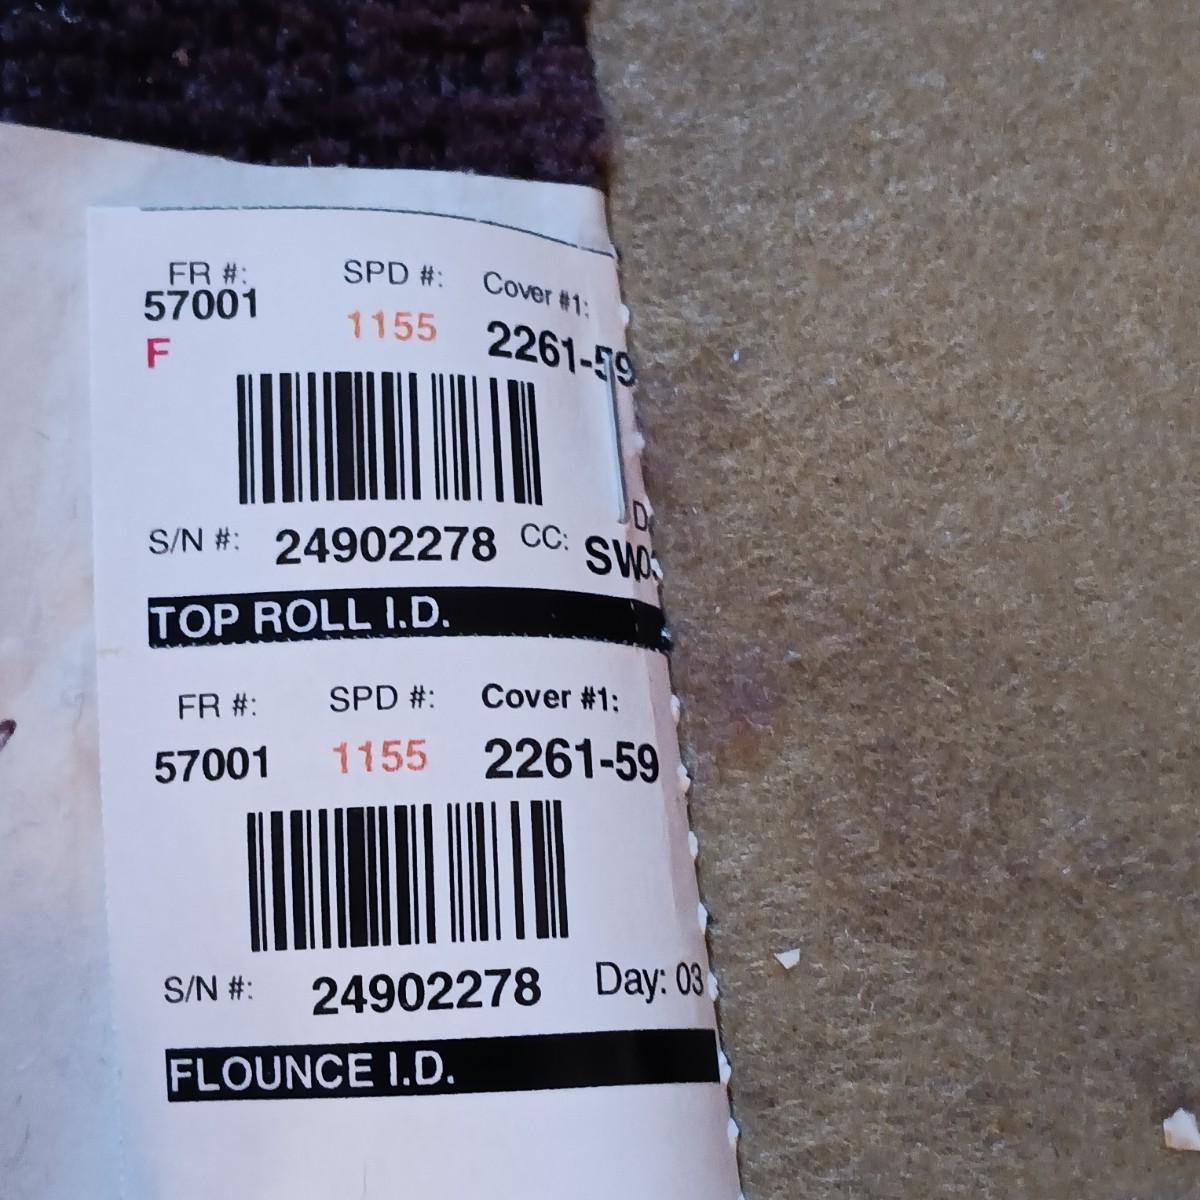 FR #: SPD #: Cover #1:
57001 1155 2261-59
F
S/N #: 24902278 CC:
TOP ROLL I.D.
FR #: SPD #: Cover #1:
57001 1155 2261-59
S/N #: 24902278 Day: 03
FLOUNCE I.D.